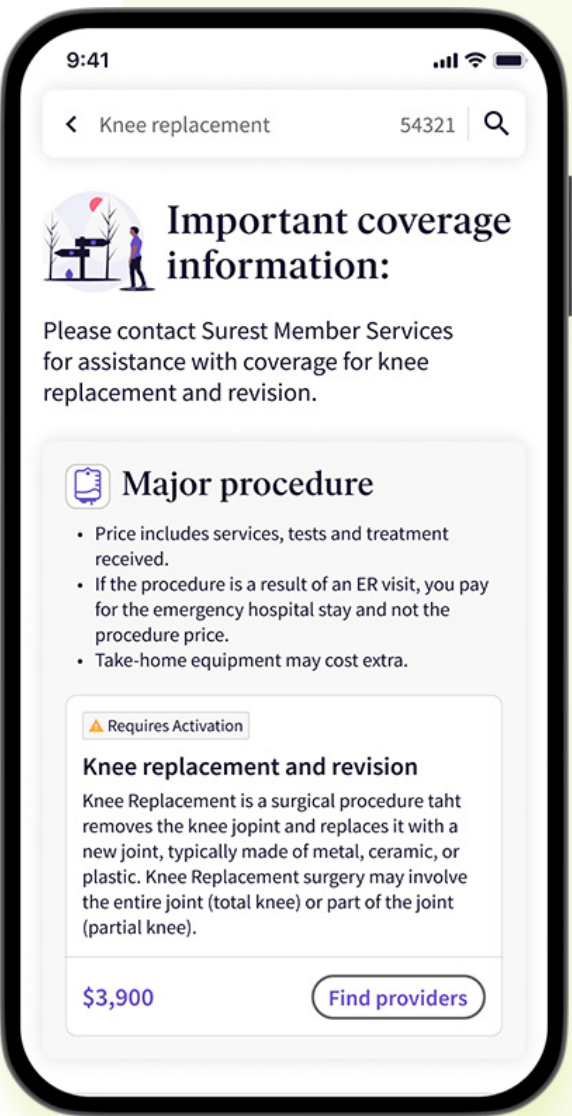 9:41
Knee replacement 54321
Important coverage
information:
Please contact Surest Member Services
for assistance with coverage for knee
replacement and revision.
Major procedure
• Price includes services, tests and treatment
received.
• If the procedure is a result of an ER visit, you pay
for the emergency hospital stay and not the
procedure price.
• Take-home equipment may cost extra.
Requires Activation
Knee replacement and revision
Knee Replacement is a surgical procedure taht
removes the knee jopint and replaces it with a
new joint, typically made of metal, ceramic, or
plastic. Knee Replacement surgery may involve
the entire joint (total knee) or part of the joint
(partial knee).
$3,900 Find providers